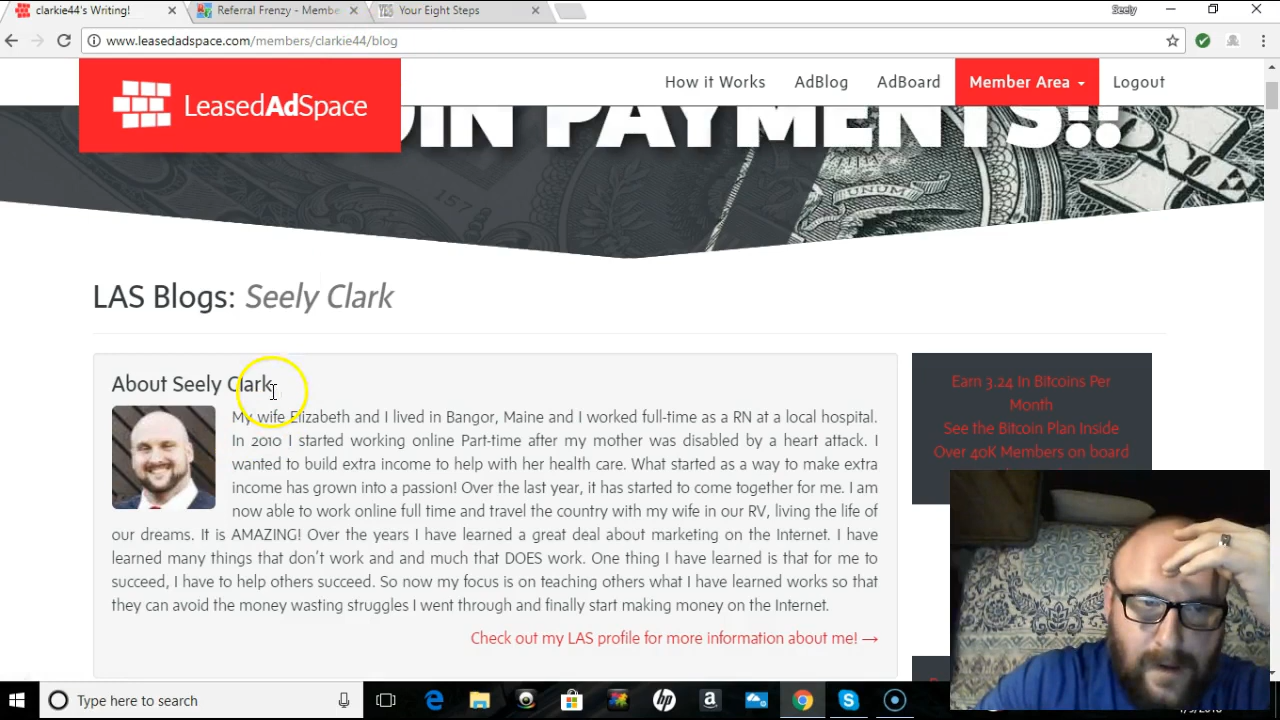 clarkie44's Writing!
Referral Frenzy - Membe
Your Eight Steps
Seely
www.leasedadspace.com/members/clarkie44/blog
LeasedAdSpace
How it Works
AdBlog
AdBoard
Member Area
Logout
OIN PAYMENTS!!
LAS Blogs: Seely Clark
About Seely Clark
My wife Elizabeth and I lived in Bangor, Maine and I worked full-time as a RN at a local hospital.
In 2010 I started working online Part-time after my mother was disabled by a heart attack. I
wanted to build extra income to help with her health care. What started as a way to make extra
income has grown into a passion! Over the last year, it has started to come together for me. I am
now able to work online full time and travel the country with my wife in our RV, living the life of
our dreams. It is AMAZING! Over the years I have learned a great deal about marketing on the Internet. I have
learned many things that don't work and and much that DOES work. One thing I have learned is that for me to
succeed, I have to help others succeed. So now my focus is on teaching others what I have learned works so that
they can avoid the money wasting struggles I went through and finally start making money on the Internet.
Check out my LAS profile for more information about me! →
Earn 3.24 In Bitcoins Per
Month
See the Bitcoin Plan Inside
Over 40K Members on board
Type here to search